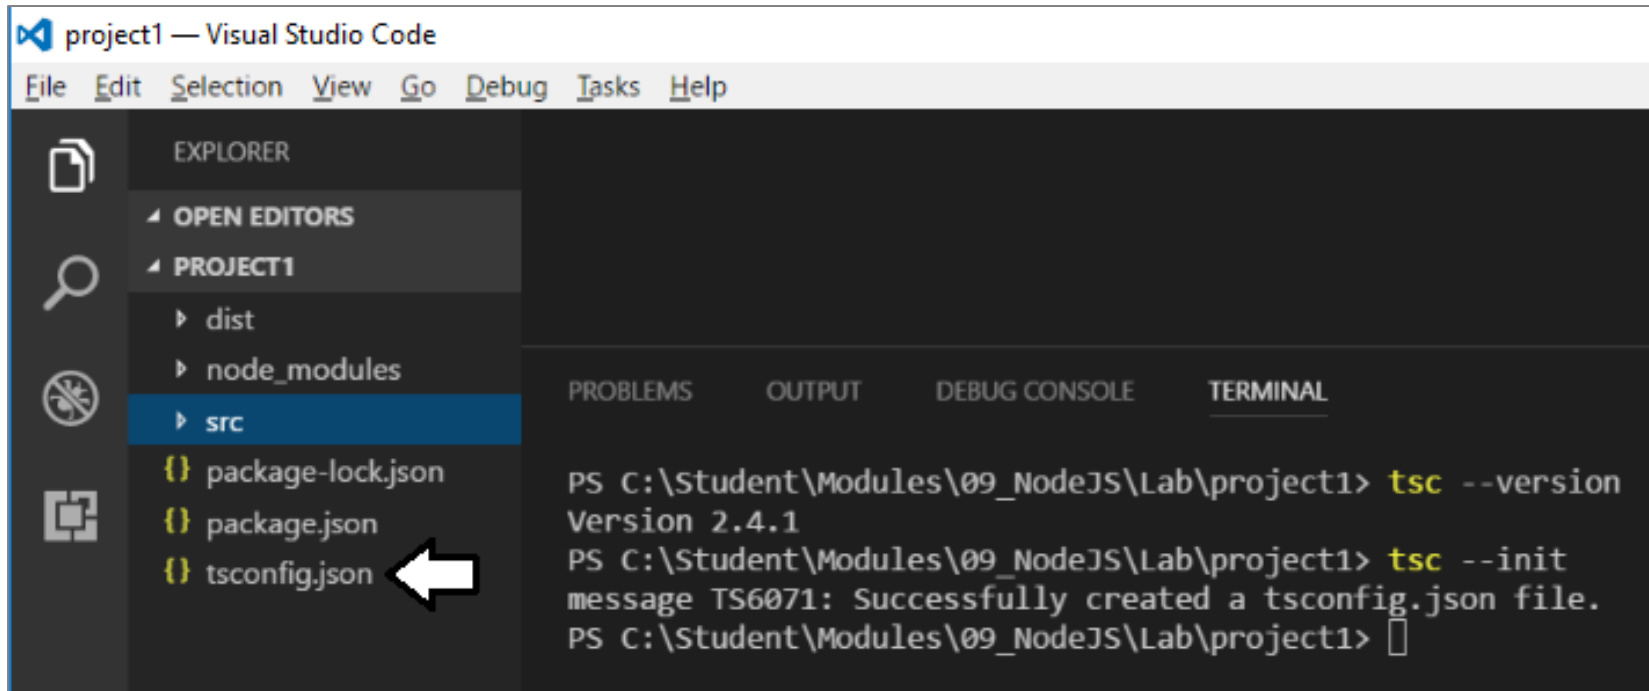 project1 — Visual Studio Code
File Edit Selection View Go Debug Tasks Help
EXPLORER
OPEN EDITORS
PROJECT1
dist
node_modules
src
{} package-lock.json
{} package.json
{} tsconfig.json
PROBLEMS OUTPUT DEBUG CONSOLE TERMINAL
PS C:\Student\Modules\09_NodeJS\Lab\project1> tsc --version
Version 2.4.1
PS C:\Student\Modules\09_NodeJS\Lab\project1> tsc --init
message TS6071: Successfully created a tsconfig.json file.
PS C:\Student\Modules\09_NodeJS\Lab\project1>